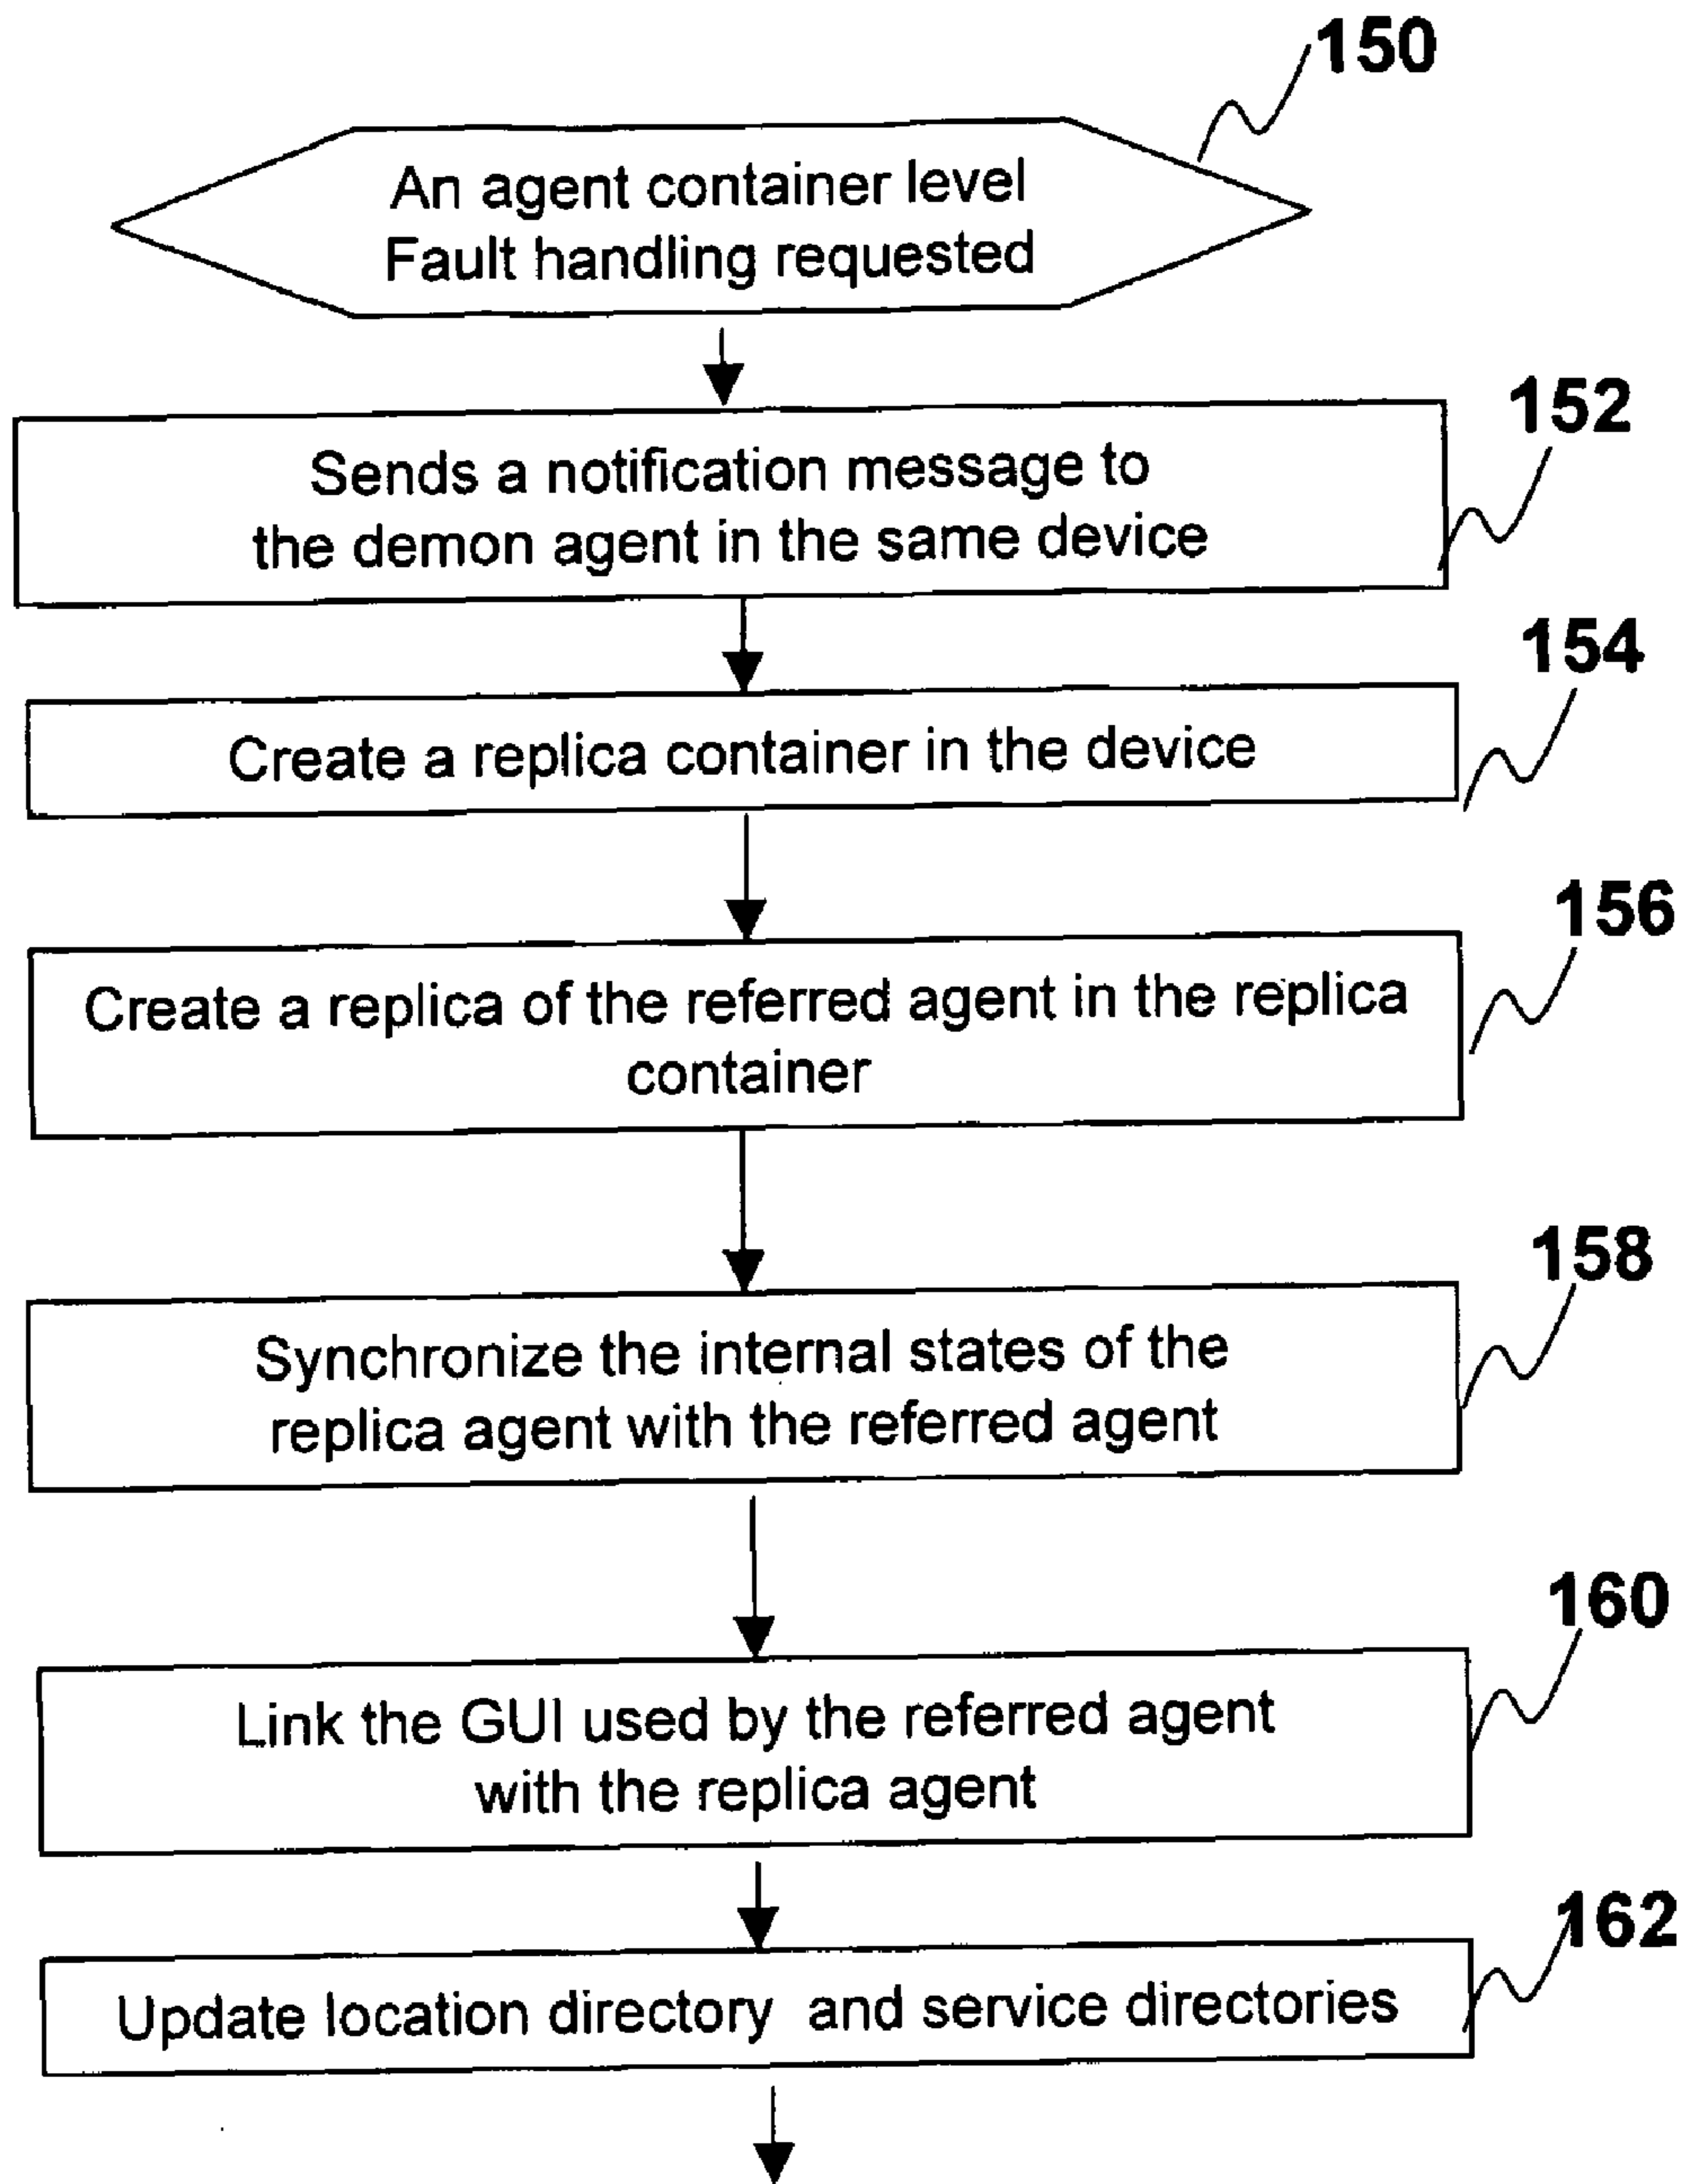 150
An agent container level
Fault handling requested
152
Sends a notification message to
the demon agent in the same device
154
Create a replica container in the device
156
Create a replica of the referred agent in the replica
container
158
Synchronize the internal states of the
replica agent with the referred agent
160
Link the GUI used by the referred agent
with the replica agent
162
Update location directory and service directories